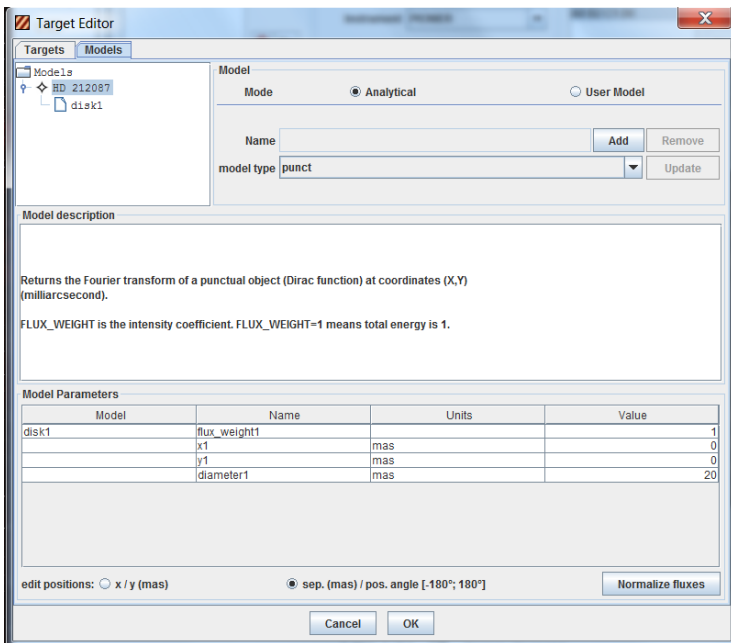 Target Editor
Targets Models
Models
HD 212087
disk1
Model
Mode Analytical User Model
Name Add Remove
model type punct Update
Model description
Returns the Fourier transform of a punctual object (Dirac function) at coordinates (X,Y)
(milliarcsecond).
FLUX_WEIGHT is the intensity coefficient. FLUX_WEIGHT=1 means total energy is 1.
Model Parameters
Model Name Units Value
disk1 flux_weight1 1
x1 mas 0
y1 mas 0
diameter1 mas 20
edit positions: x / y (mas) sep. (mas) / pos. angle [-180°; 180°] Normalize fluxes
Cancel OK